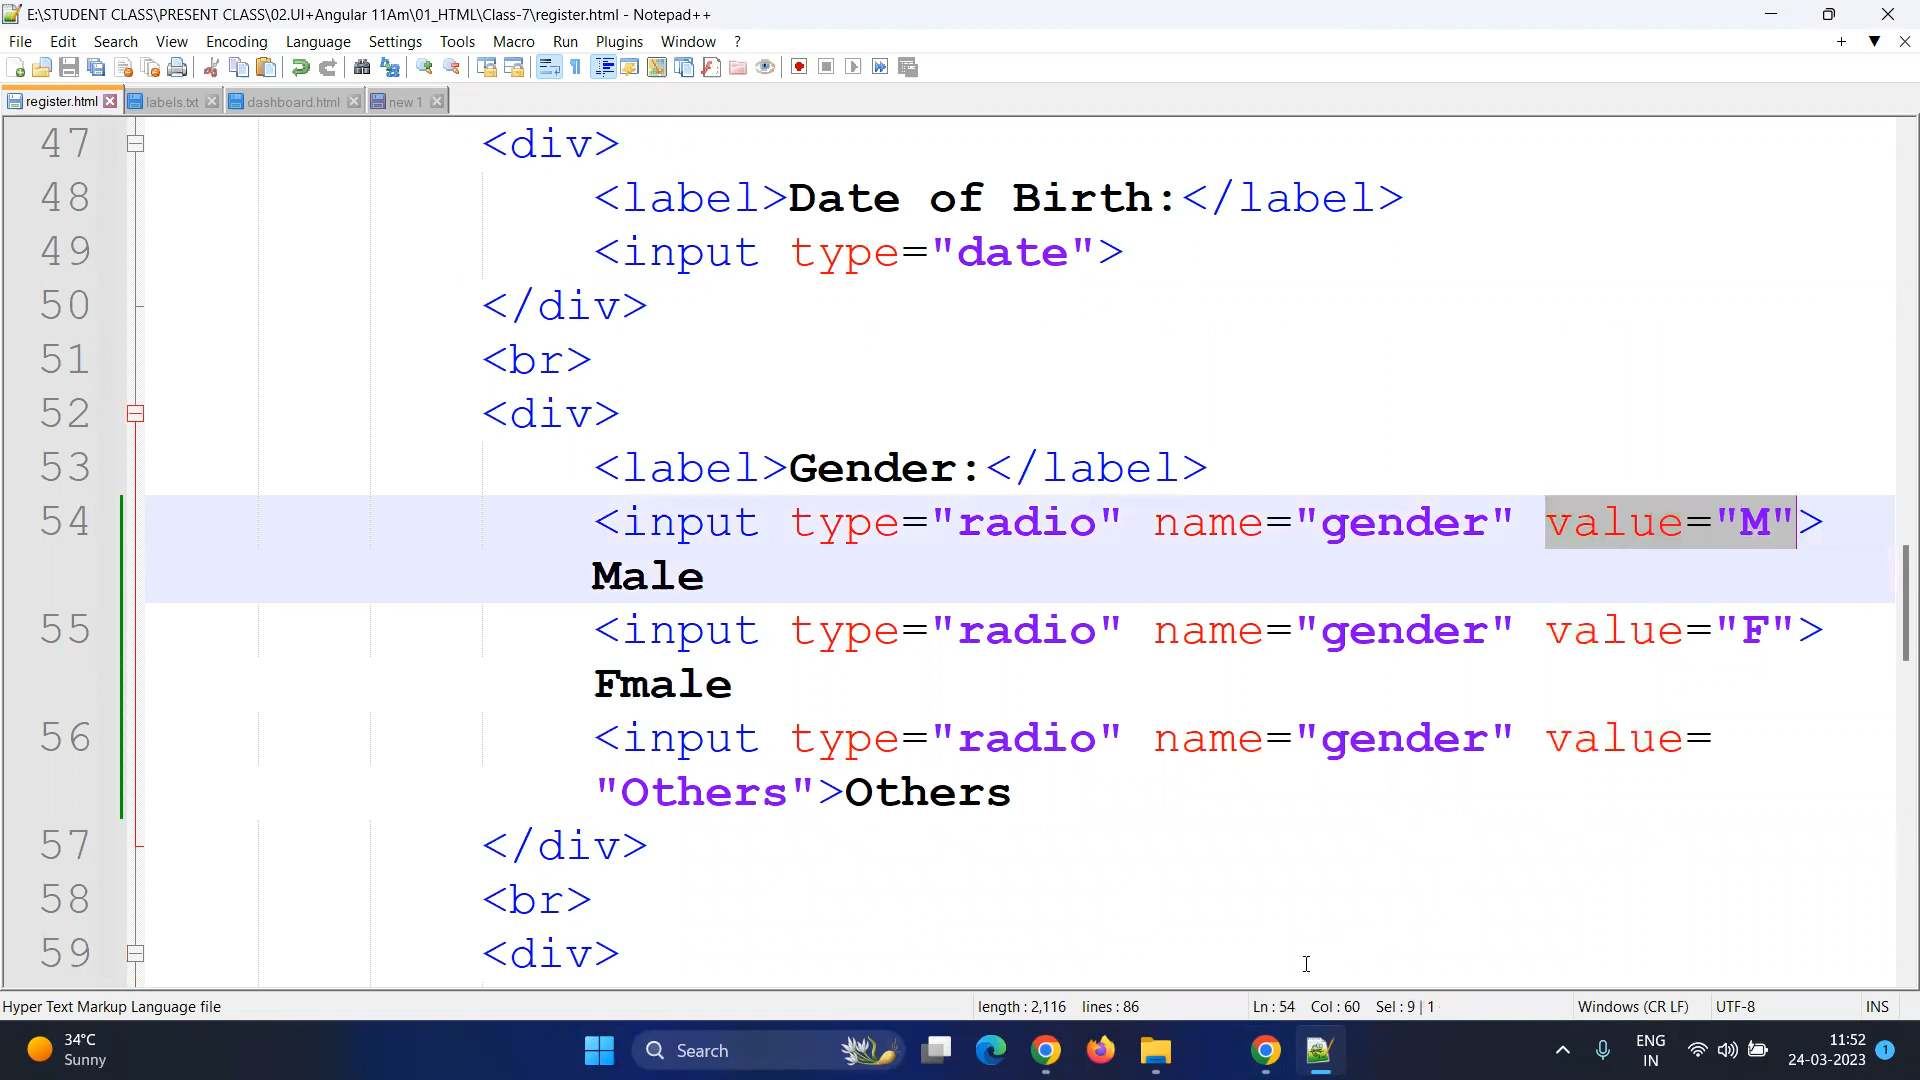 E:\STUDENT CLASS\PRESENT CLASS\02.UI+Angular 11Am\01_HTML\Class-7\register.html - Notepad++
File Edit Search View Encoding Language Settings Tools Macro Run Plugins Window ?
register.html labels.txt dashboard.html new 1
47 <div>
48 <label>Date of Birth:</label>
49 <input type="date">
50 </div>
51 <br>
52 <div>
53 <label>Gender:</label>
54 <input type="radio" name="gender" value="M">
Male
55 <input type="radio" name="gender" value="F">
Fmale
56 <input type="radio" name="gender" value=
"Others">Others
57 </div>
58 <br>
59 <div>
Hyper Text Markup Language file length : 2,116 lines : 86 Ln : 54 Col : 60 Sel : 9 | 1 Windows (CR LF) UTF-8 INS
34°C
Sunny
Search
ENG
IN
11:52
24-03-2023
1